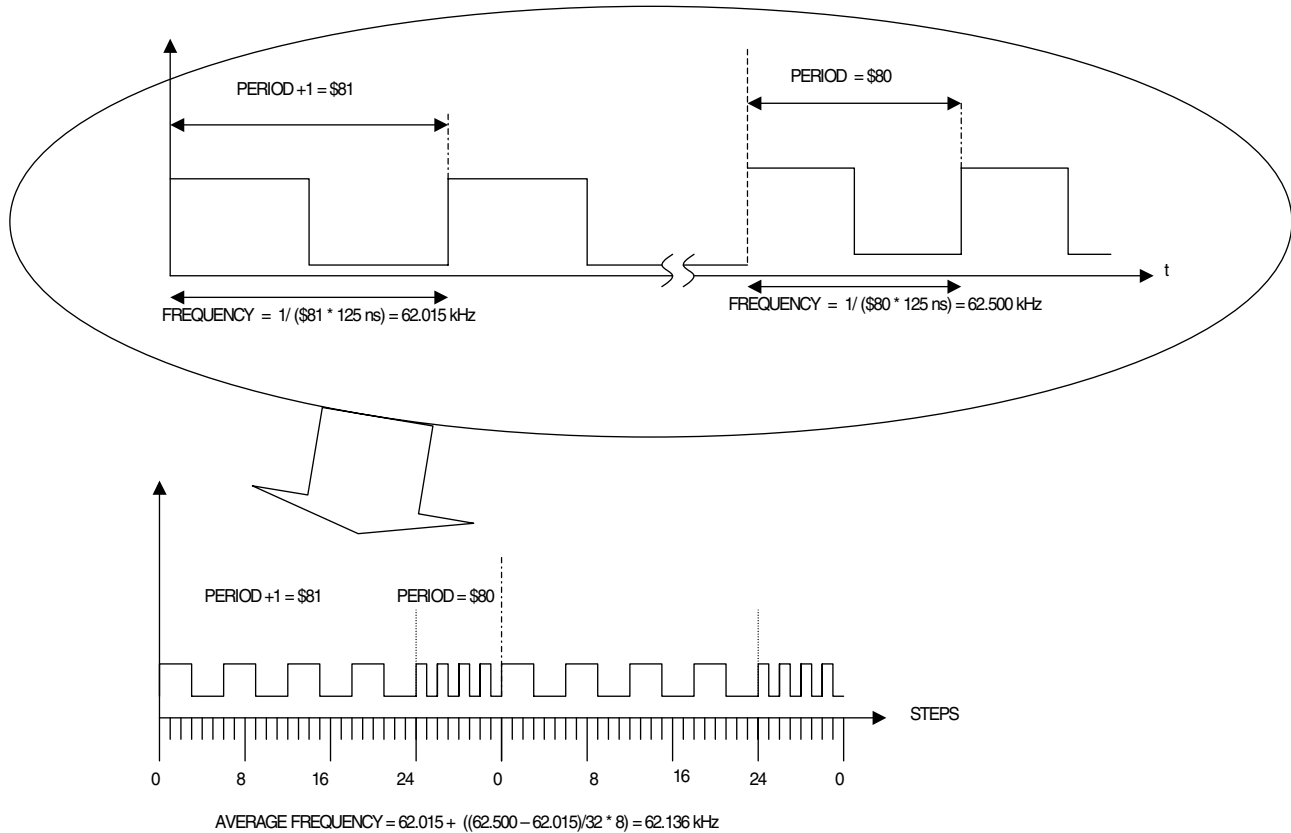 PERIOD +1 = $81
PERIOD = $80
t
FREQUENCY = 1/ ($81 * 125 ns) = 62.015 kHz
FREQUENCY = 1/ ($80 * 125 ns) = 62.500 kHz
PERIOD +1 = $81
PERIOD = $80
STEPS
0 8 16 24 0 8 16 24 0
AVERAGE FREQUENCY = 62.015 + ((62.500 – 62.015)/32 * 8) = 62.136 kHz